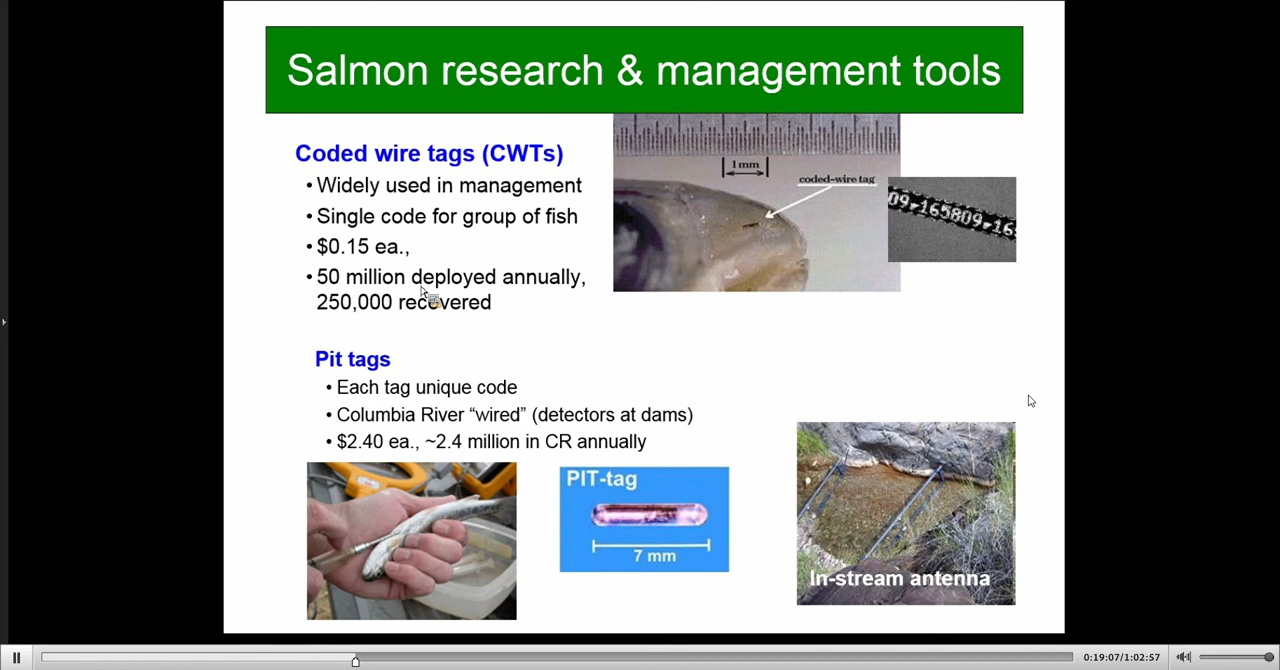 Salmon research & management tools
Coded wire tags (CWTs)
• Widely used in management
• Single code for group of fish
• $0.15 ea.,
• 50 million deployed annually,
250,000 recovered
1 mm
coded-wire tag
09-165809-16
Pit tags
• Each tag unique code
• Columbia River “wired” (detectors at dams)
• $2.40 ea., ~2.4 million in CR annually
PIT-tag
7 mm
In-stream antenna
0:19:07/1:02:57